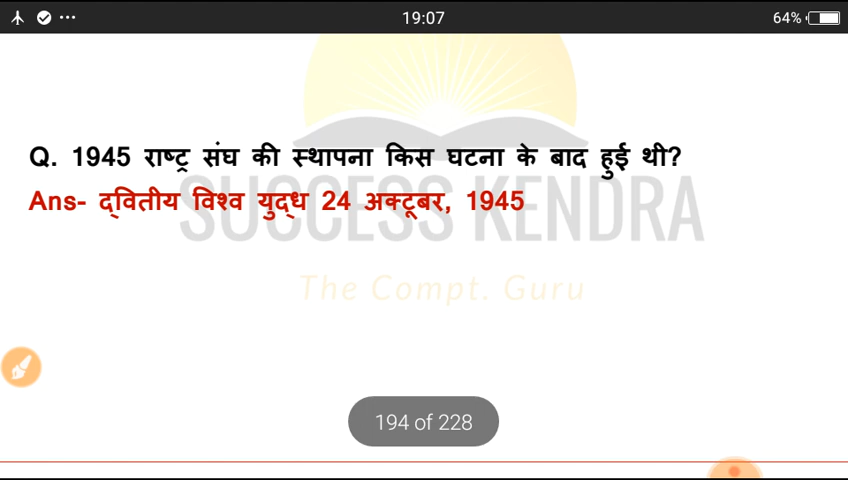 19:07
64%
Q. 1945 राष्ट्र संघ की स्थापना किस घटना के बाद हुई थी?
Ans- द्वितीय विश्व युद्ध 24 अक्टूबर, 1945
SUCCESS KENDRA
The Compt. Guru
194 of 228